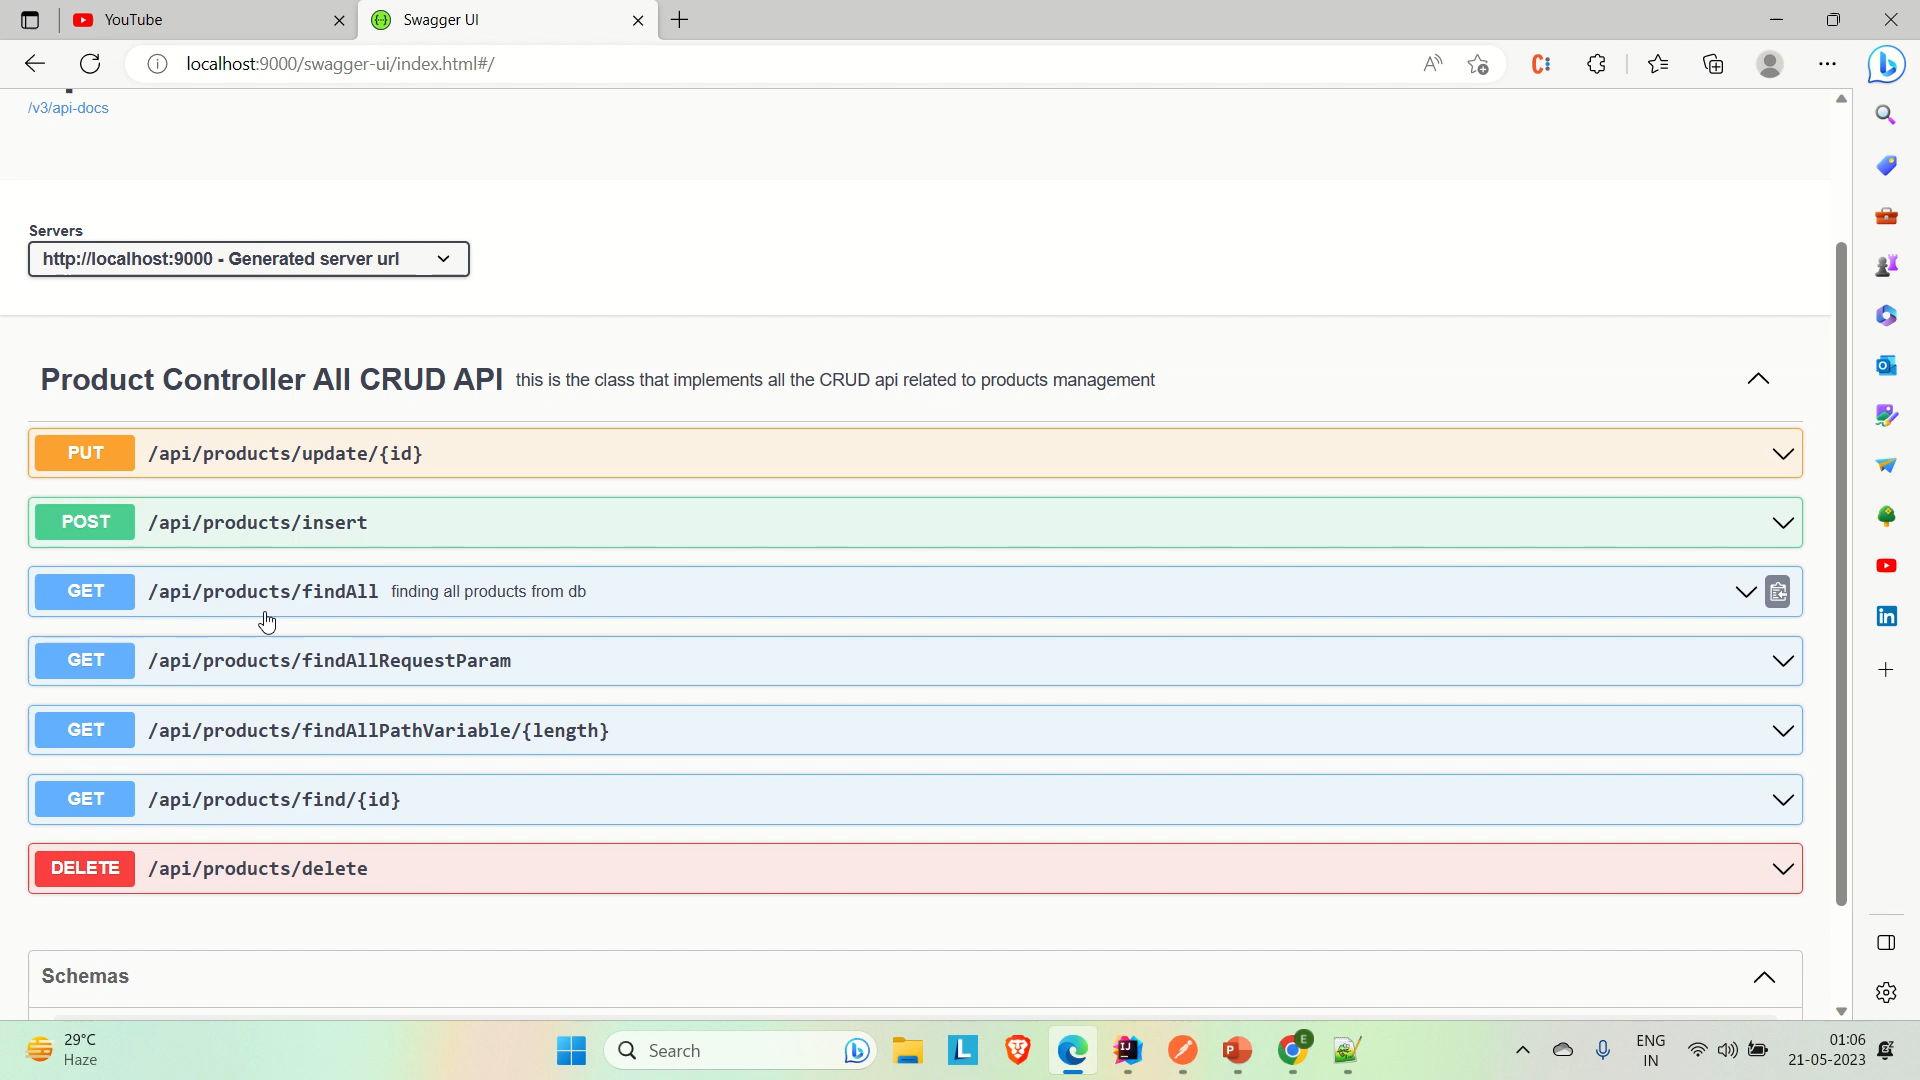 YouTube
Swagger UI
localhost:9000/swagger-ui/index.html#/
/v3/api-docs
Servers
http://localhost:9000 - Generated server url
Product Controller All CRUD API this is the class that implements all the CRUD api related to products management
PUT /api/products/update/{id}
POST /api/products/insert
GET /api/products/findAll finding all products from db
GET /api/products/findAllRequestParam
GET /api/products/findAllPathVariable/{length}
GET /api/products/find/{id}
DELETE /api/products/delete
Schemas
29°C
Haze
Search
ENG
IN
01:06
21-05-2023